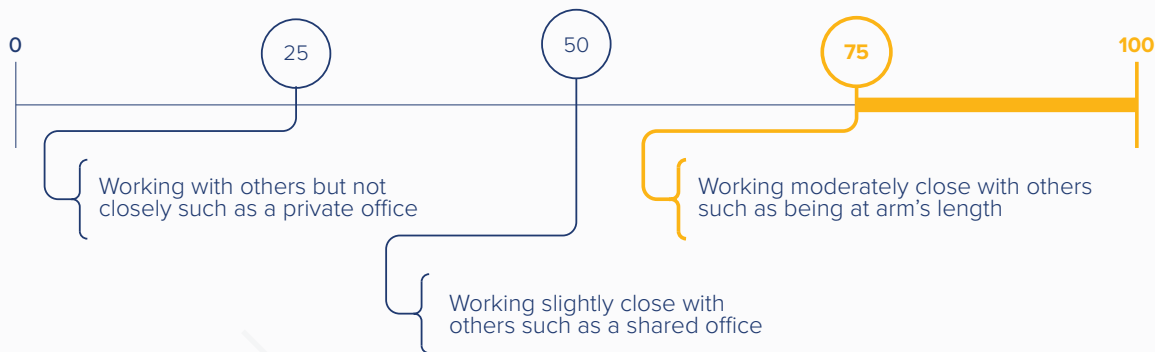 0
25
50
75
100
Working with others but not
closely such as a private office
Working moderately close with others
such as being at arm’s length
Working slightly close with
others such as a shared office